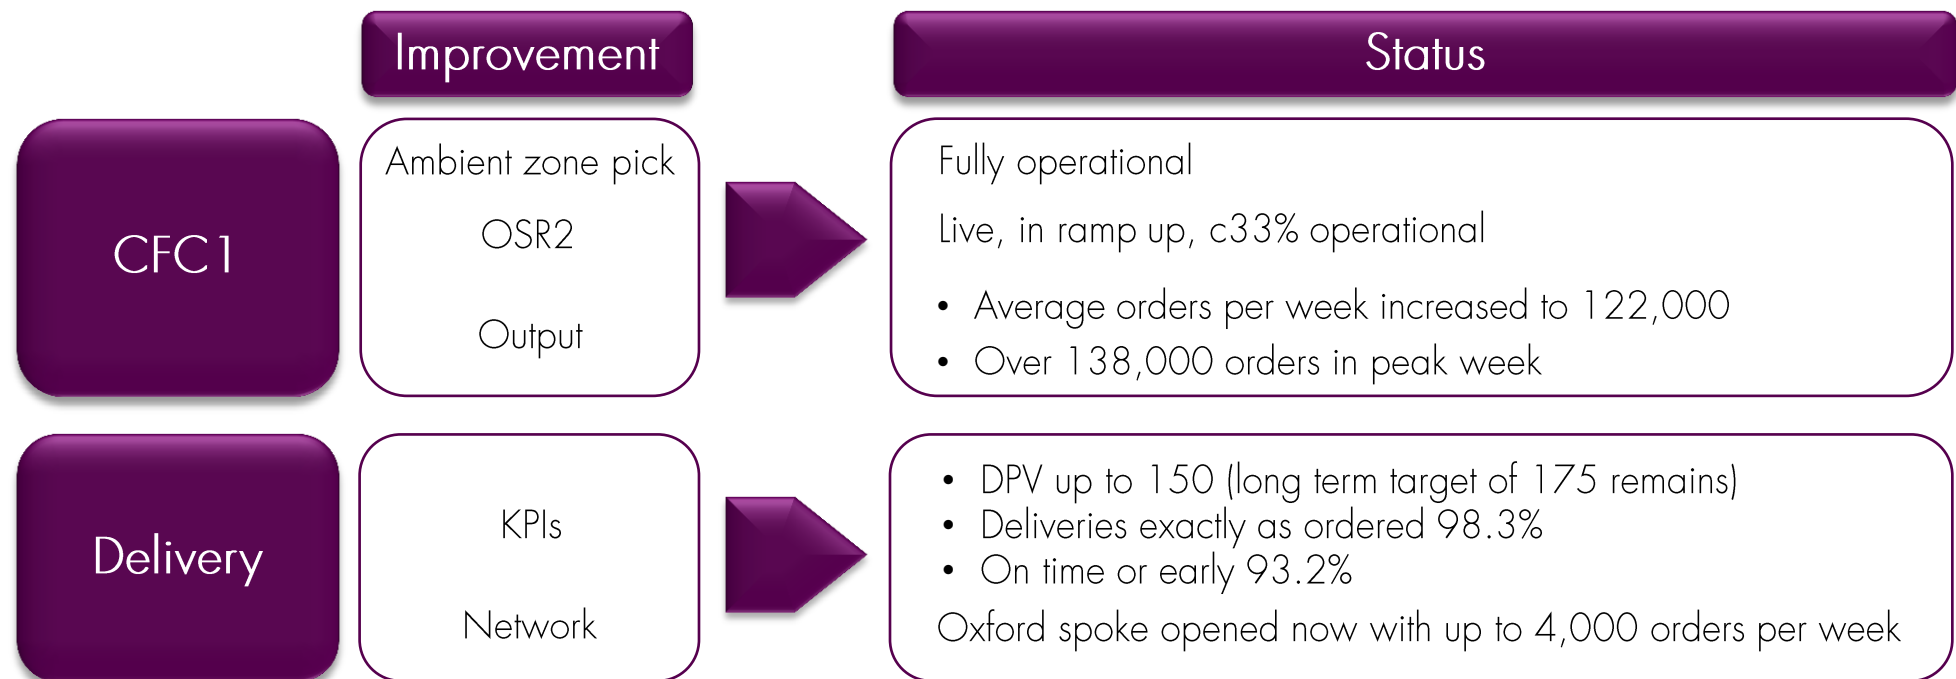 Improvement
Status
CFC1
Ambient zone pick
OSR2
Output
Fully operational
Live, in ramp up, c33% operational
• Average orders per week increased to 122,000
• Over 138,000 orders in peak week
Delivery
KPIs
Network
• DPV up to 150 (long term target of 175 remains)
• Deliveries exactly as ordered 98.3%
• On time or early 93.2%
Oxford spoke opened now with up to 4,000 orders per week